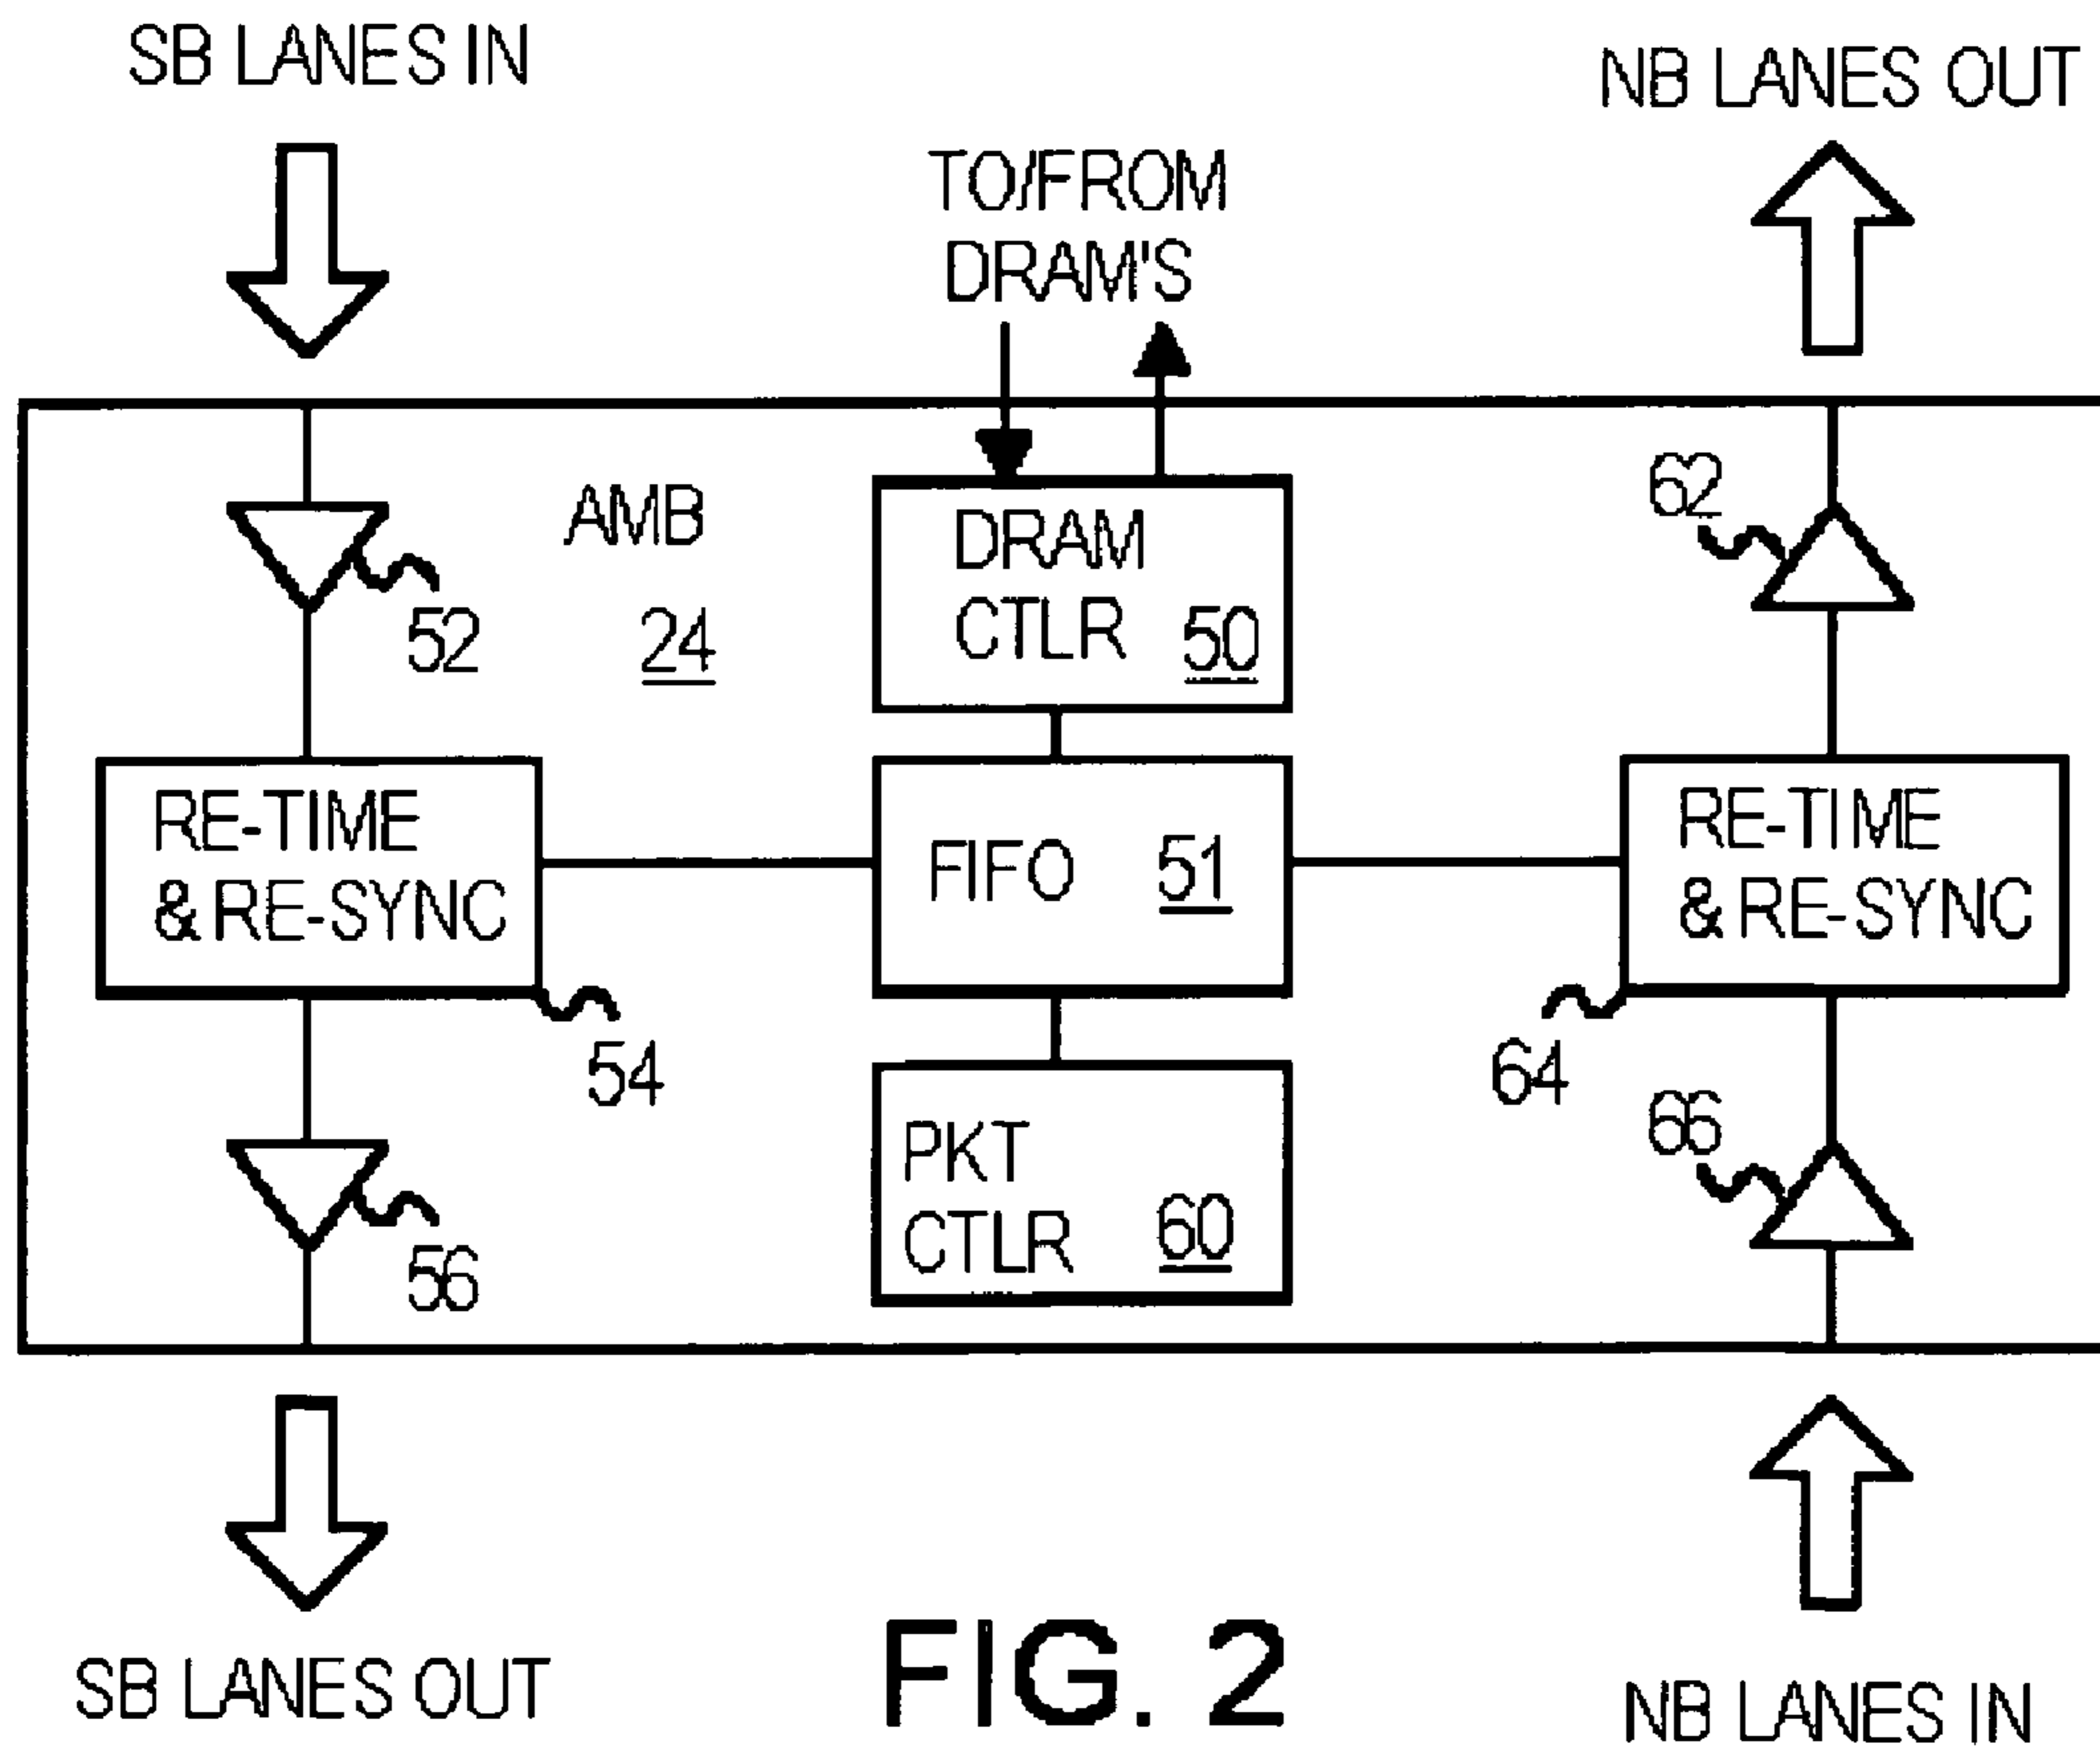 SB LANES IN
NB LANES OUT
TO/FROM
DRAM'S
AMB
24
52
DRAM
CTLR 50
62
RE-TIME
& RE-SYNC
54
FIFO 51
RE-TIME
& RE-SYNC
64
PKT
CTLR 60
56
66
SB LANES OUT
FIG. 2
NB LANES IN